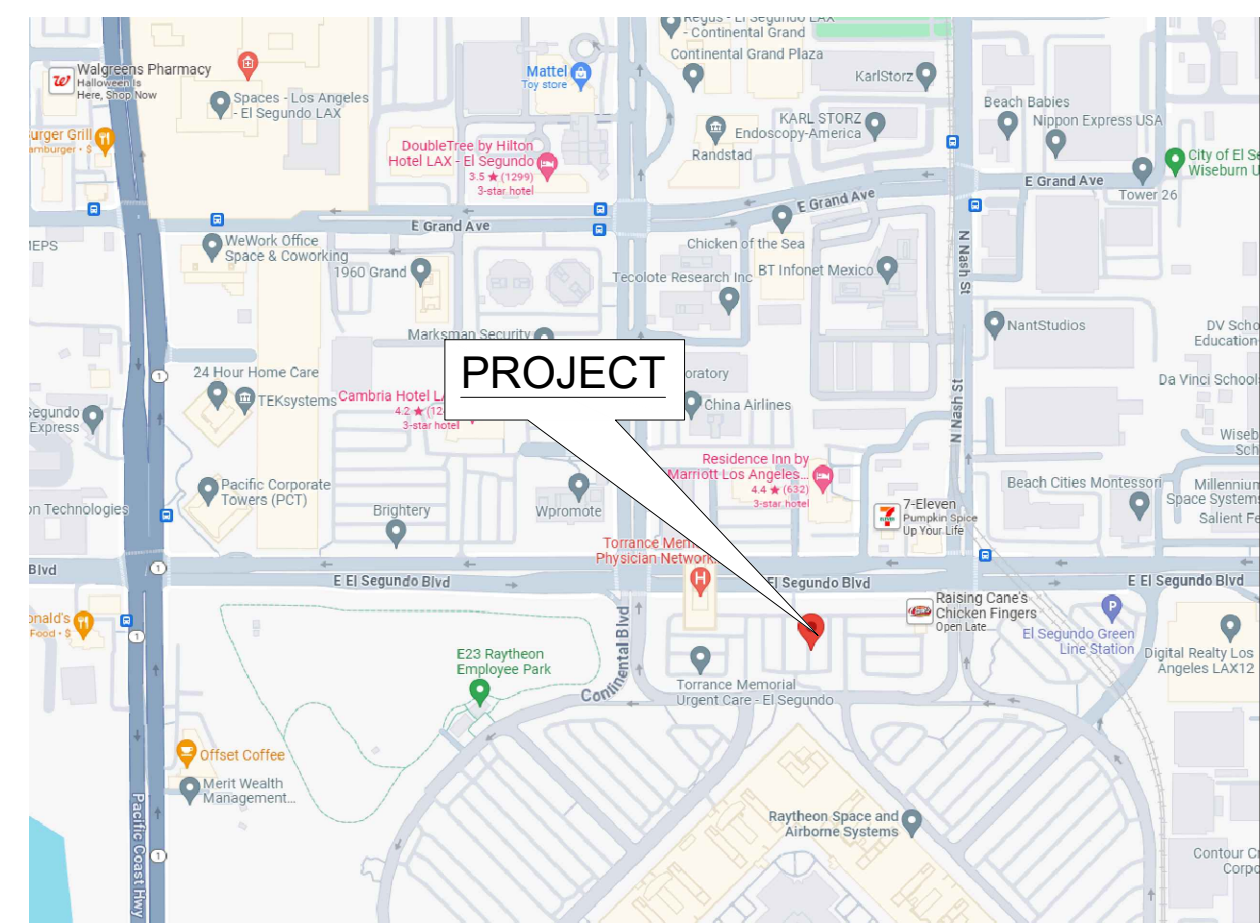 Regus - El Segundo LAX
- Continental Grand
Continental Grand Plaza
Walgreens Pharmacy
Halloween Is
Here, Shop Now
Spaces - Los Angeles
- El Segundo LAX
Mattel
Toy store
KarlStorz
Beach Babies
Nippon Express USA
KARL STORZ
Endoscopy-America
urger Grill
amburger • $
DoubleTree by Hilton
Hotel LAX - El Segundo
3.5 ★ (1299)
3-star hotel
Randstad
City of El Se
Wiseburn U
E Grand Ave
Tower 26
E Grand Ave
E Grand Ave
MEPS
WeWork Office
Space & Coworking
1960 Grand
Chicken of the Sea
BT Infonet Mexico
Tecolote Research Inc
N Nash St
Marksman Security
NantStudios
DV Scho
Education
PROJECT
24 Hour Home Care
TEKsystems
Cambria Hotel LA
4.2 ★ (12
3-star hotel
oratory
China Airlines
N Nash St
Da Vinci School
Segundo
Express
1
Wiseb
Sch
Residence Inn by
Marriott Los Angeles...
4.4 ★ (632)
3-star hotel
Pacific Corporate
Towers (PCT)
Brightery
Wpromote
7-Eleven
Pumpkin Spice
Up Your Life
Beach Cities Montessori
Millennium
Space Systems
Salient Fe
on Technologies
Torrance Mem
Physician Network
Blvd
1
E El Segundo Blvd
El Segundo Blvd
E El Segundo Blvd
onald's
Food • $
1
Continental Blvd
Raising Cane's
Chicken Fingers
Open Late...
P
El Segundo Green
Line Station
Digital Realty Los
Angeles LAX12
E23 Raytheon
Employee Park
Torrance Memorial
Urgent Care - El Segundo
Offset Coffee
Merit Wealth
Management...
Pacific Coast Hwy
Raytheon Space and
Airborne Systems
1
Contour Cr
Corpo